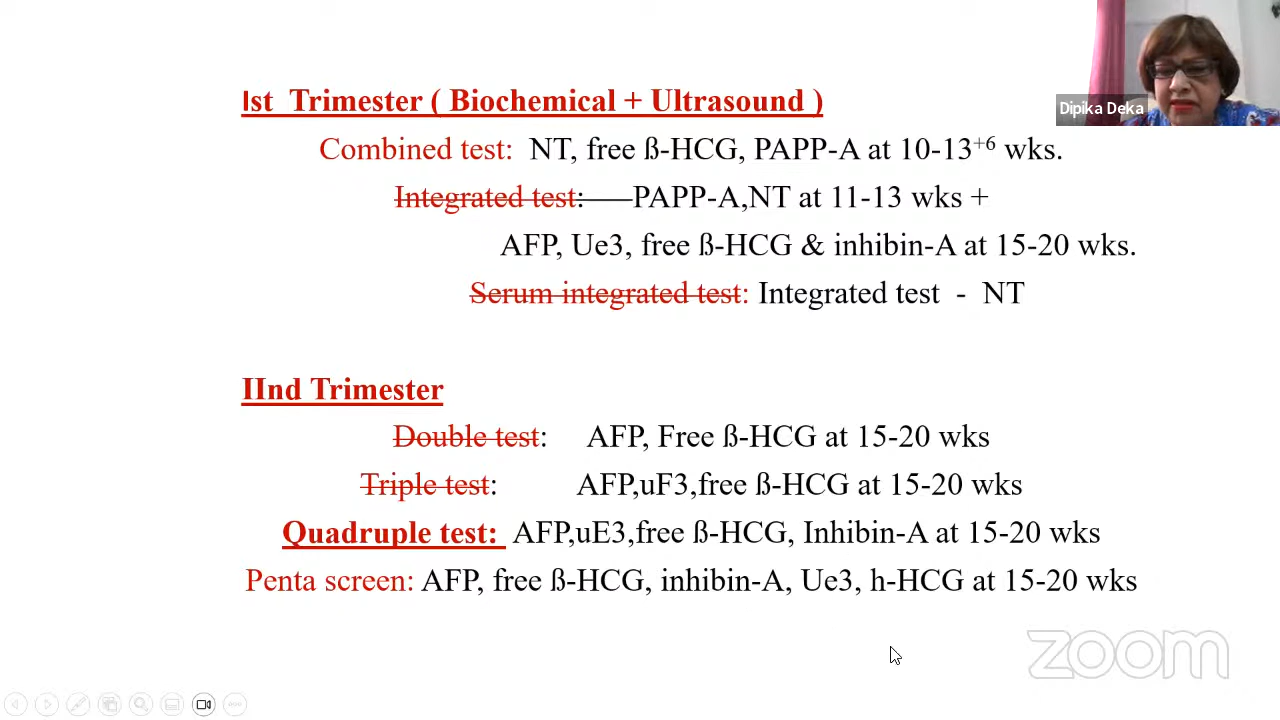 Ist Trimester ( Biochemical + Ultrasound )
Dipika Deka
Combined test: NT, free ß-HCG, PAPP-A at 10-13+6 wks.
Integrated test: PAPP-A,NT at 11-13 wks +
AFP, Ue3, free ß-HCG & inhibin-A at 15-20 wks.
Serum integrated test: Integrated test - NT
IInd Trimester
Double test: AFP, Free ß-HCG at 15-20 wks
Triple test: AFP,uF3,free ß-HCG at 15-20 wks
Quadruple test: AFP,uE3,free ß-HCG, Inhibin-A at 15-20 wks
Penta screen: AFP, free ß-HCG, inhibin-A, Ue3, h-HCG at 15-20 wks
zoom